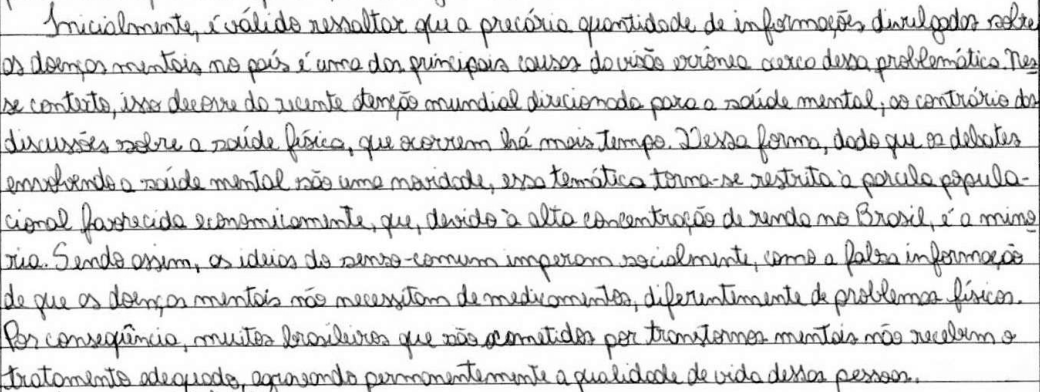 Inicialmente, é válido ressaltar que a precária quantidade de informações divulgadas sobre
as doenças mentais no país é uma das principais causas da visão errônea acerca dessa problemática. Nes-
se contexto, isso decorre da recente atenção mundial direcionada para a saúde mental, ao contrário das
discussões sobre a saúde física, que ocorrem há mais tempo. Dessa forma, dado que os debates
envolvendo a saúde mental são uma novidade, essa temática torna-se restrita à parcela popula-
cional favorecida economicamente, que, devido à alta concentração de renda no Brasil, é a mino-
ria. Sendo assim, as ideias do senso-comum imperam socialmente, como a falsa informação
de que as doenças mentais não necessitam de medicamentos, diferentemente de problemas físicos.
Por consequência, muitos brasileiros que são acometidos por transtornos mentais não recebem o
tratamento adequado, agravando permanentemente a qualidade de vida dessas pessoas.